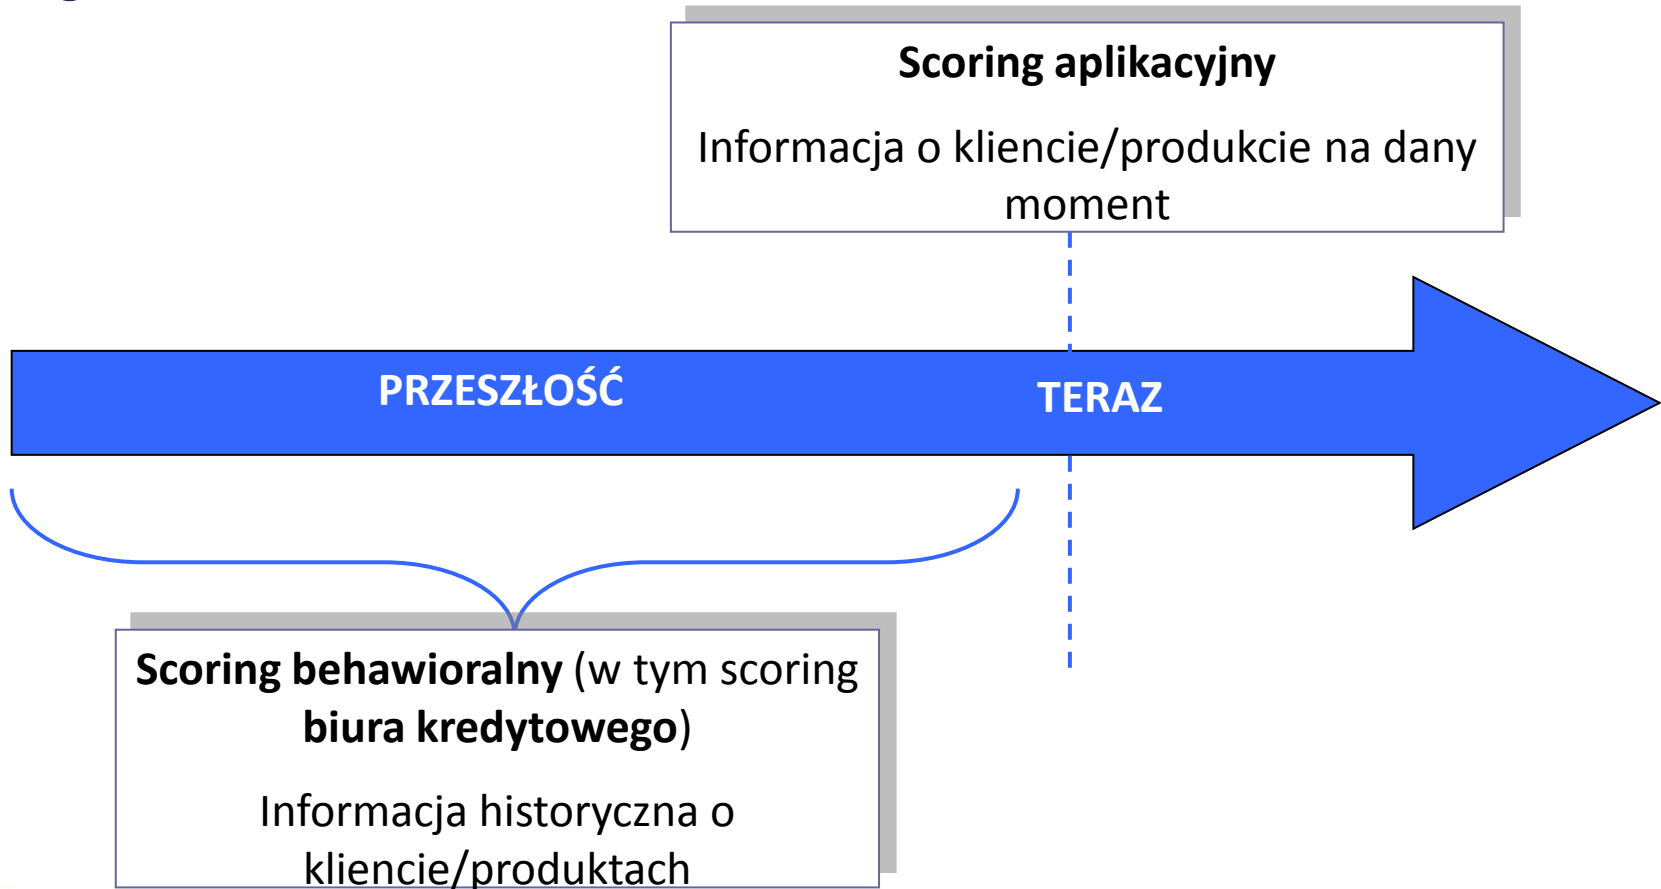 Scoring aplikacyjny
Informacja o kliencie/produkcie na dany
moment
PRZESZŁOŚĆ
TERAZ
Scoring behawioralny (w tym scoring
biura kredytowego)
Informacja historyczna o
kliencie/produktach